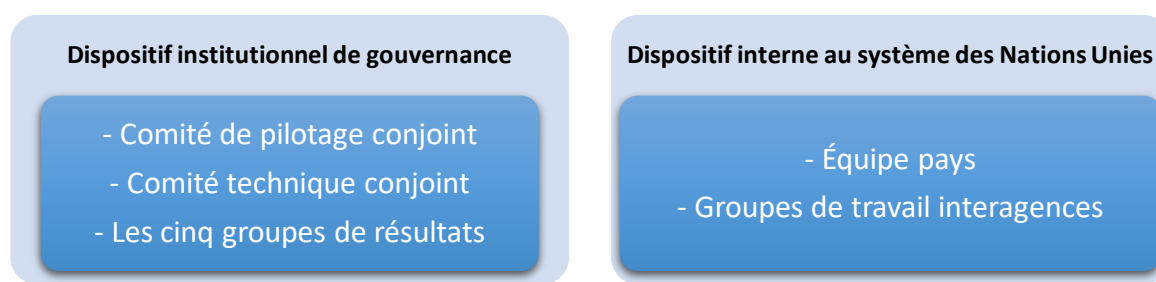 Dispositif institutionnel de gouvernance
- Comité de pilotage conjoint
- Comité technique conjoint
- Les cinq groupes de résultats
Dispositif interne au système des Nations Unies
- Équipe pays
- Groupes de travail interagences